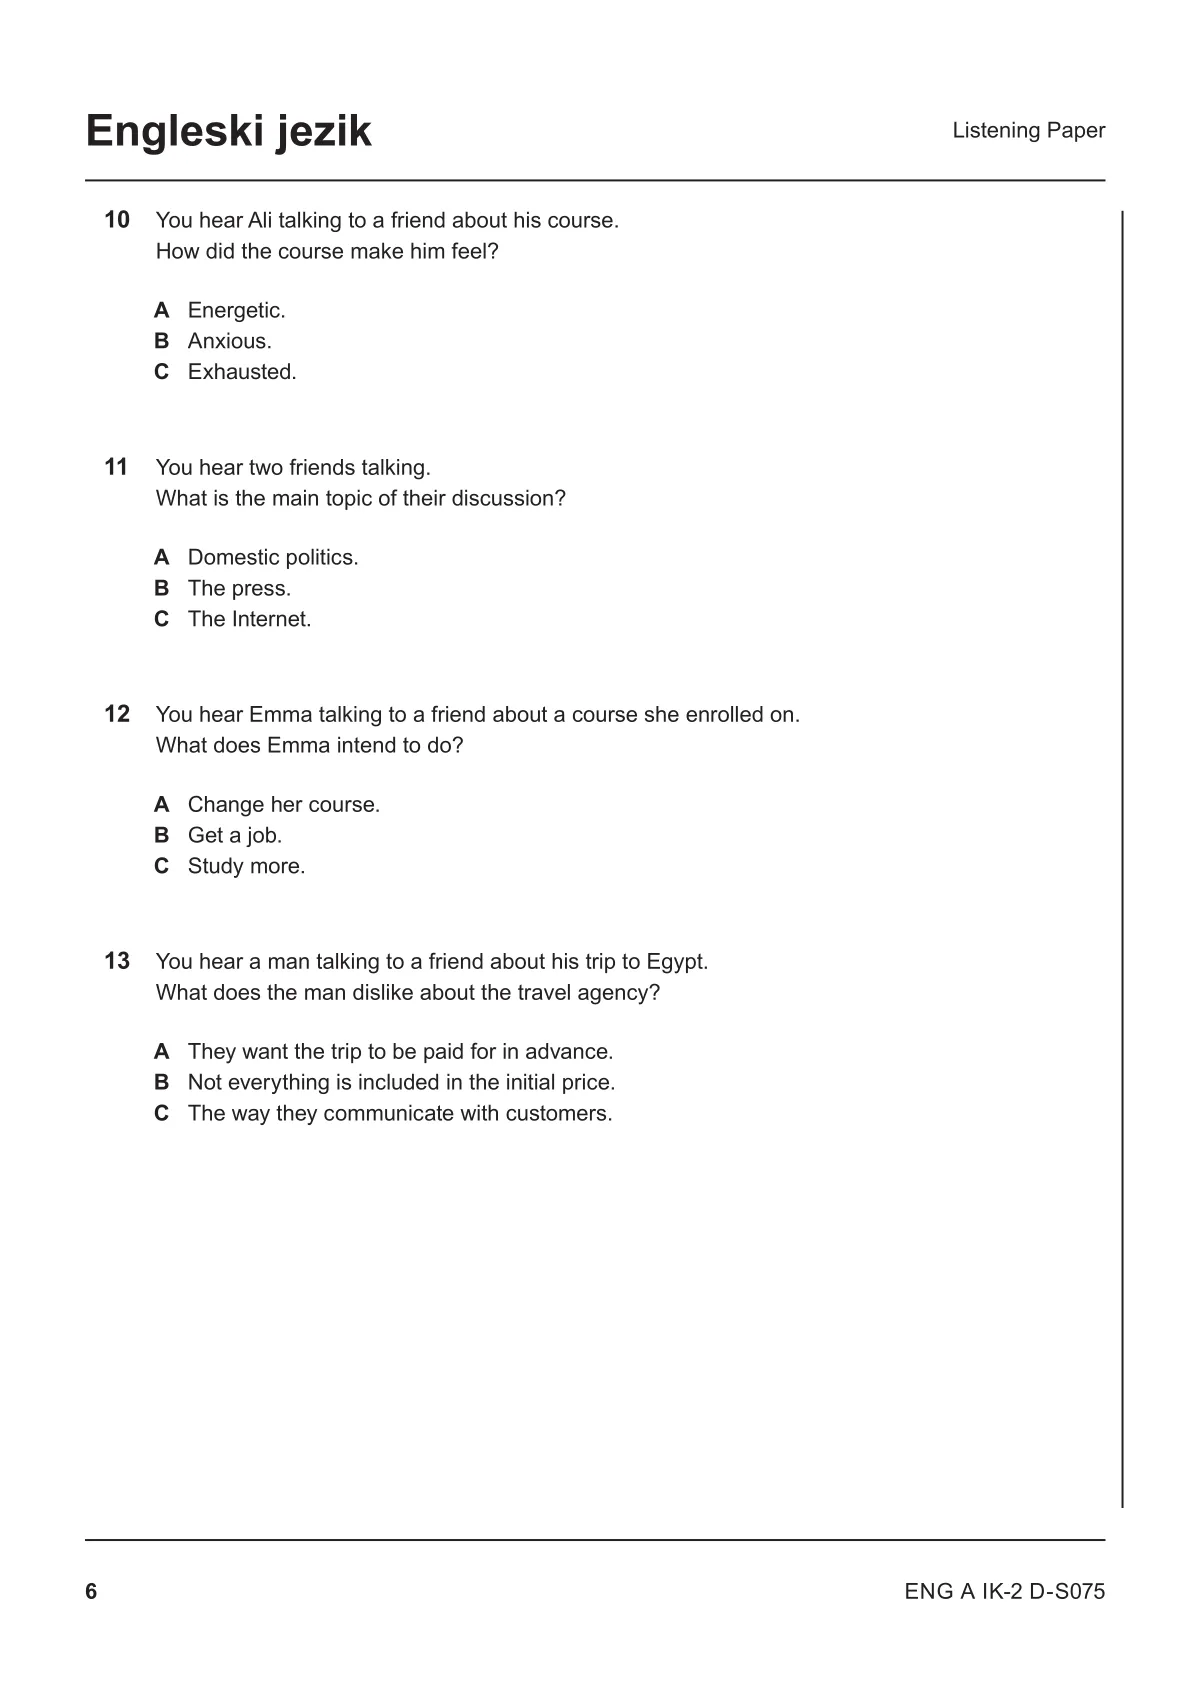 Engleski jezik
Listening Paper
10 You hear Ali talking to a friend about his course.
How did the course make him feel?
A Energetic.
B Anxious.
C Exhausted.
11 You hear two friends talking.
What is the main topic of their discussion?
A Domestic politics.
B The press.
C The Internet.
12 You hear Emma talking to a friend about a course she enrolled on.
What does Emma intend to do?
A Change her course.
B Get a job.
C Study more.
13 You hear a man talking to a friend about his trip to Egypt.
What does the man dislike about the travel agency?
A They want the trip to be paid for in advance.
B Not everything is included in the initial price.
C The way they communicate with customers.
6
ENG A IK-2 D-S075